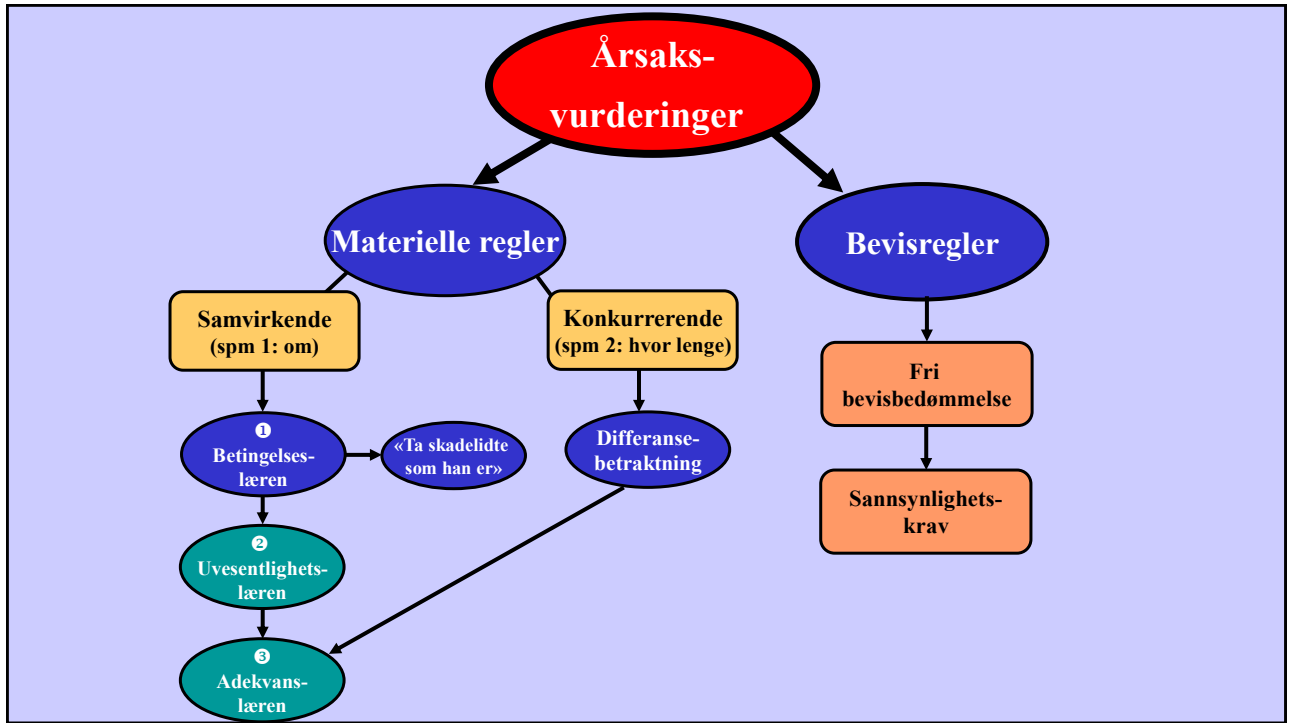 Årsaks-
vurderinger
Materielle regler
Bevisregler
Samvirkende
(spm 1: om)
Konkurrerende
(spm 2: hvor lenge)
Fri
bevisbedømmelse
❶
Betingelses-
læren
«Ta skadelidte
som han er»
Differanse-
betraktning
Sannsynlighets-
krav
❷
Uvesentlighets-
læren
❸
Adekvans-
læren